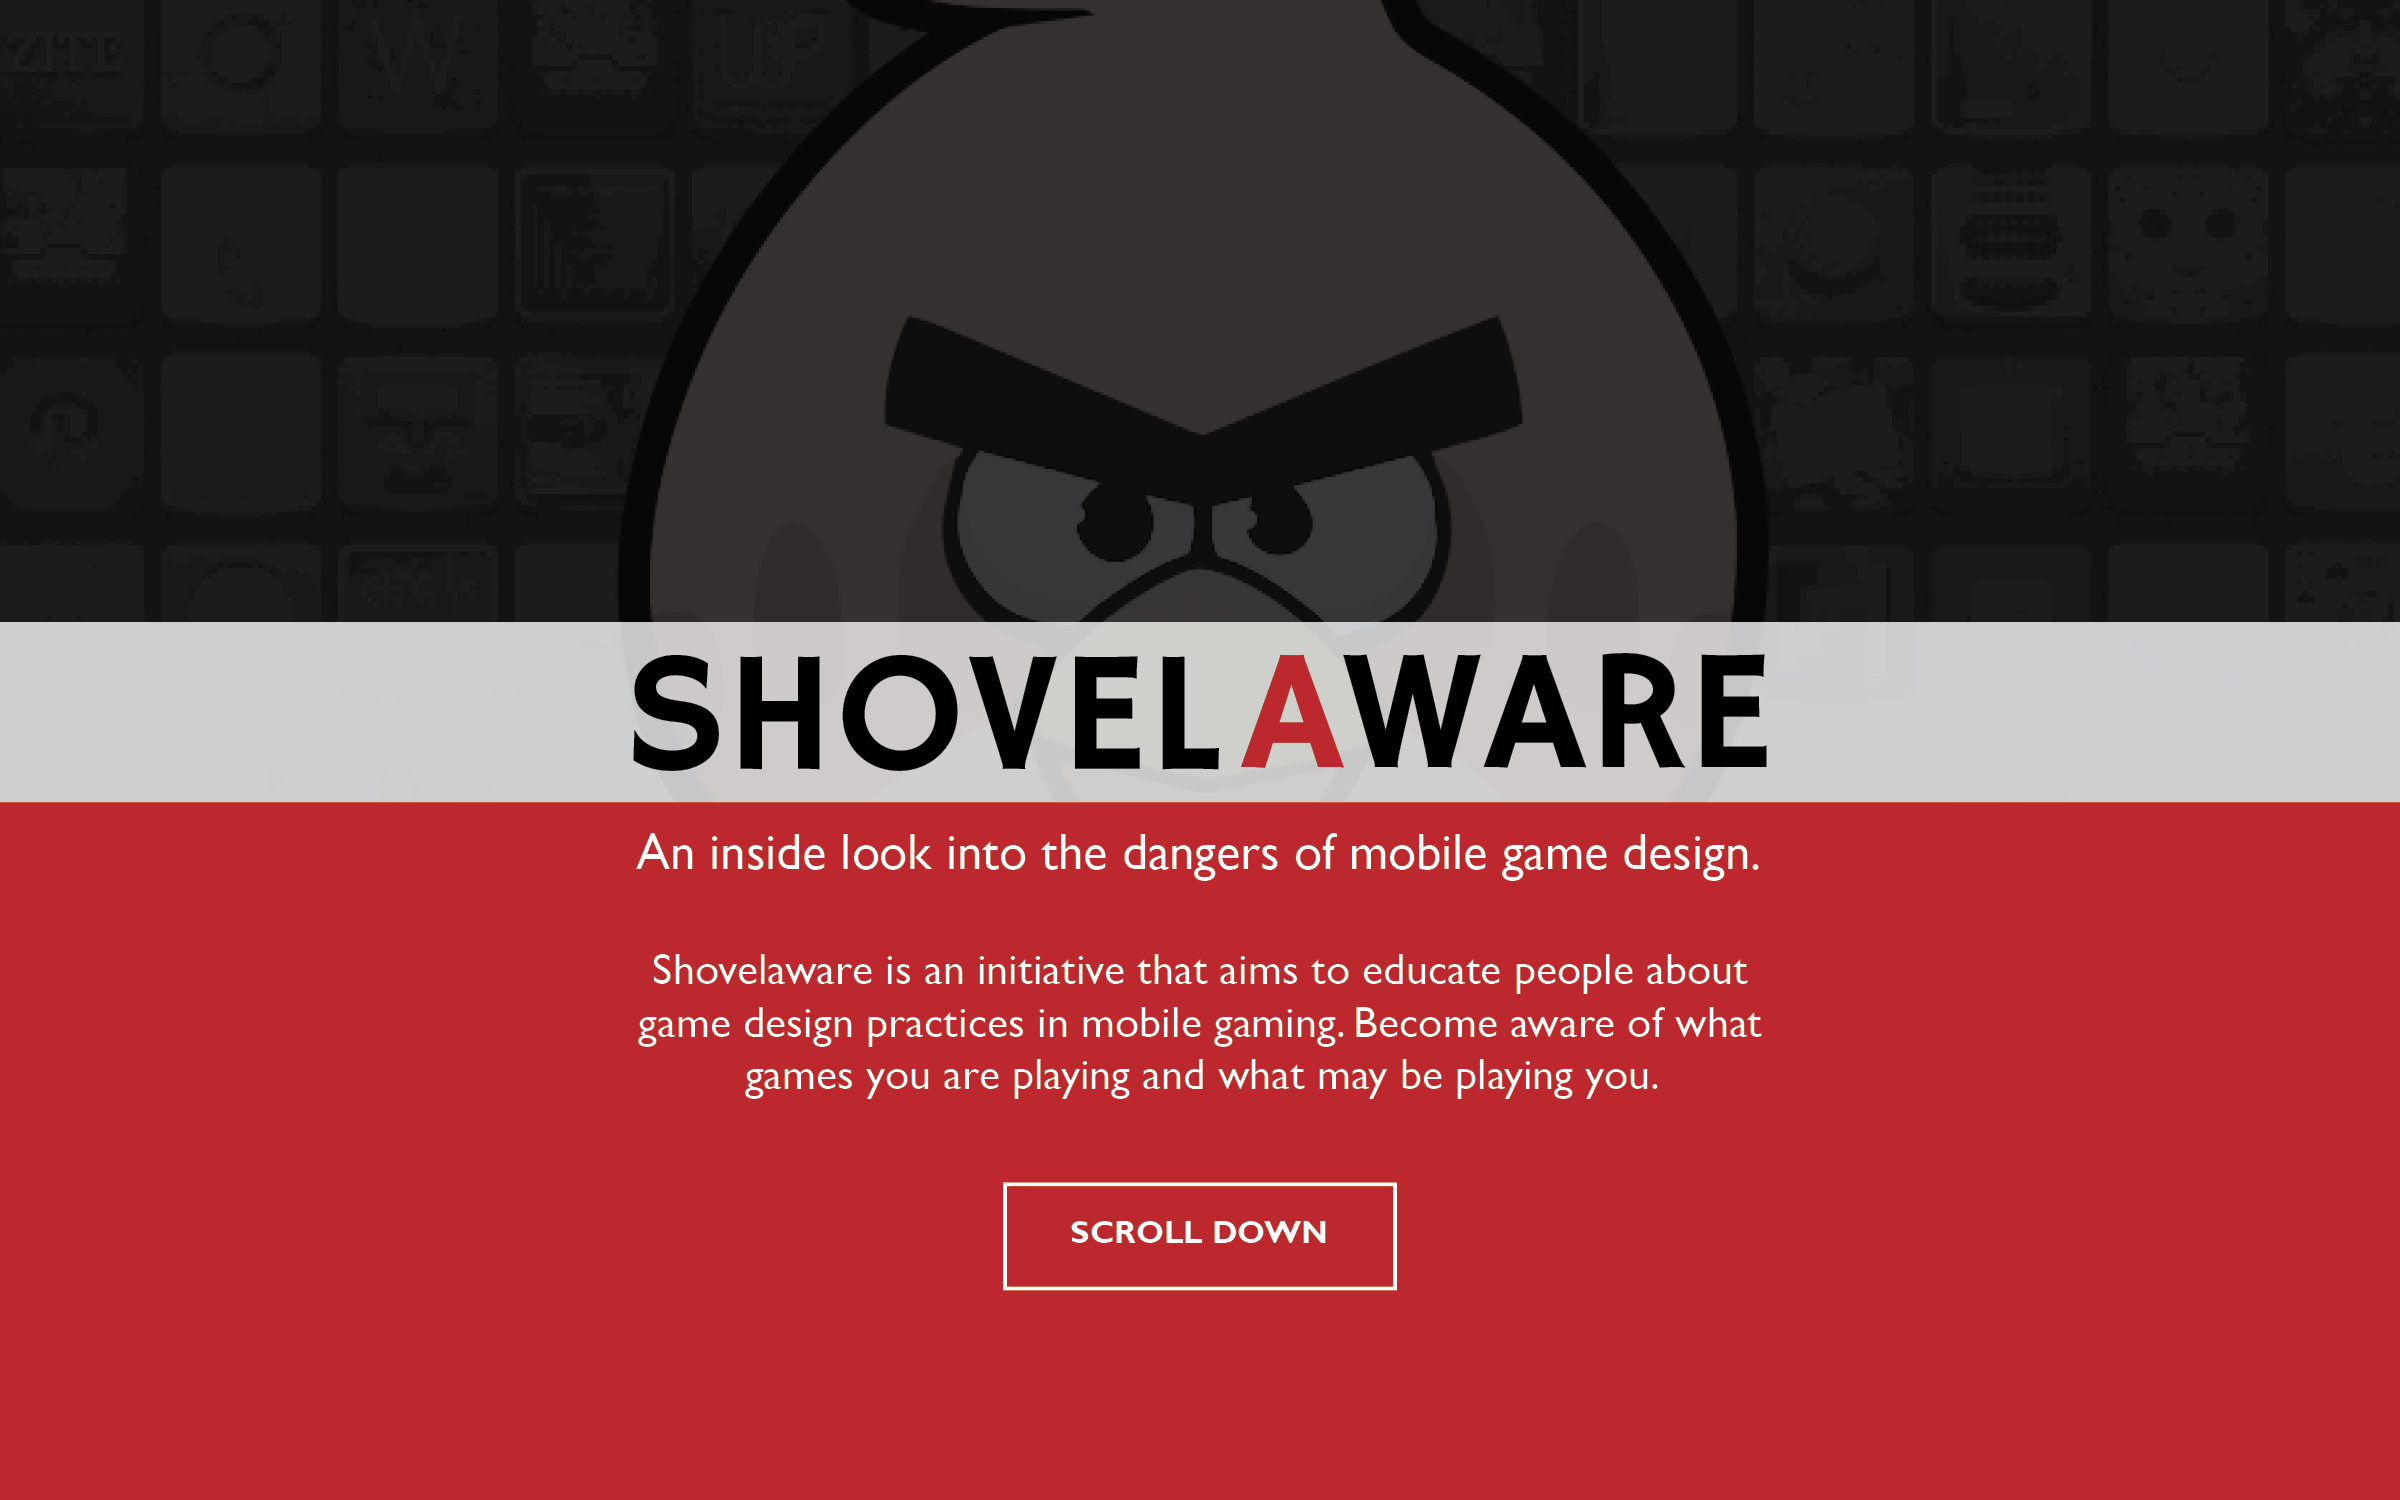 ZITE
W
UP
SHOVELAWARE
An inside look into the dangers of mobile game design.
Shovelaware is an initiative that aims to educate people about
game design practices in mobile gaming. Become aware of what
games you are playing and what may be playing you.
SCROLL DOWN